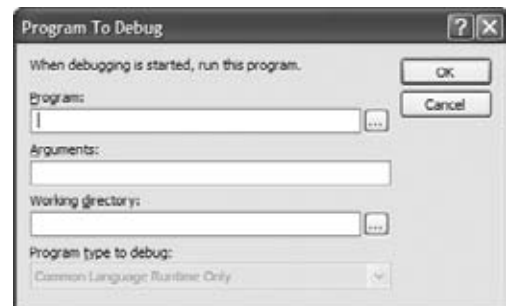 Program To Debug
When debugging is started, run this program.
OK
Program:
Cancel
...
Arguments:
Working directory:
...
Program type to debug:
Common Language Runtime Only